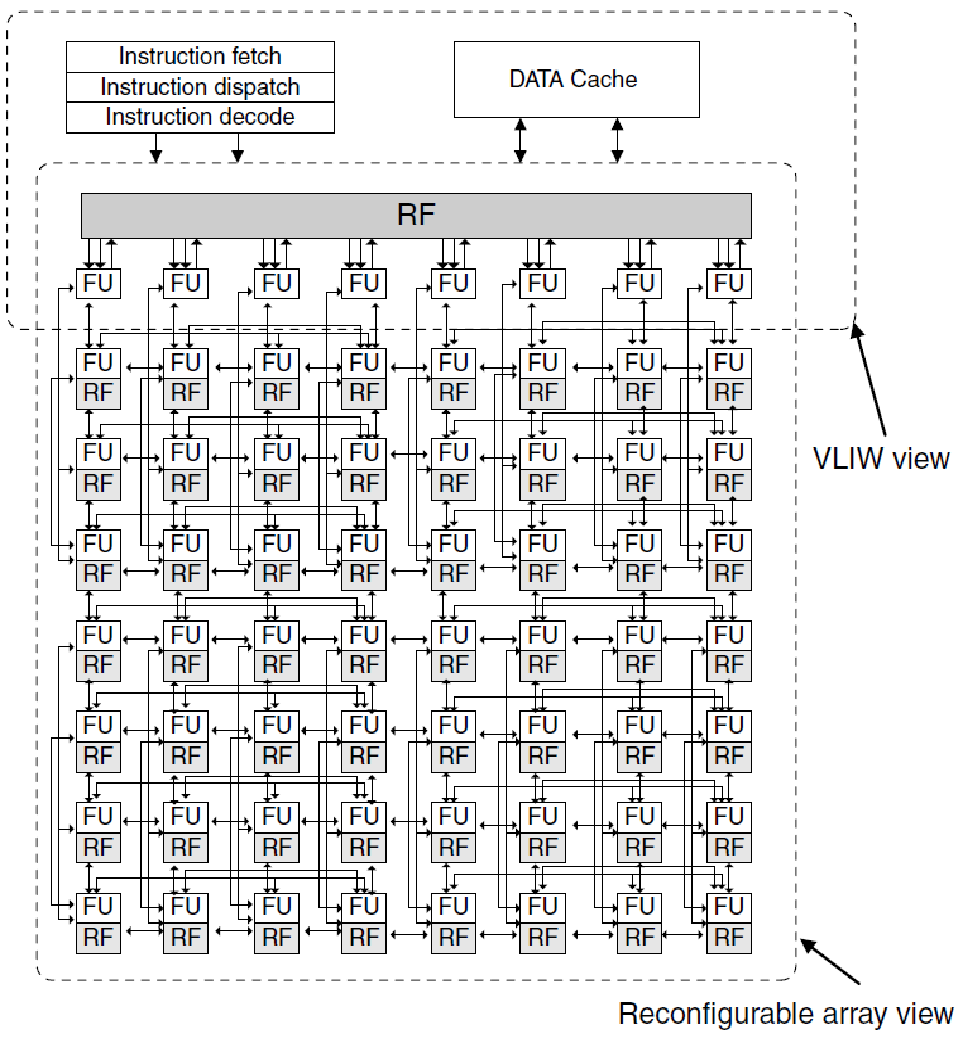 Instruction fetch
Instruction dispatch
Instruction decode
DATA Cache
RF
FU FU FU FU FU FU FU FU
FU FU FU FU FU FU FU FU
RF RF RF RF RF RF RF RF
FU FU FU FU FU FU FU FU
RF RF RF RF RF RF RF RF
VLIW view
FU FU FU FU FU FU FU FU
RF RF RF RF RF RF RF RF
FU FU FU FU FU FU FU FU
RF RF RF RF RF RF RF RF
FU FU FU FU FU FU FU FU
RF RF RF RF RF RF RF RF
FU FU FU FU FU FU FU FU
RF RF RF RF RF RF RF RF
FU FU FU FU FU FU FU FU
RF RF RF RF RF RF RF RF
Reconfigurable array view